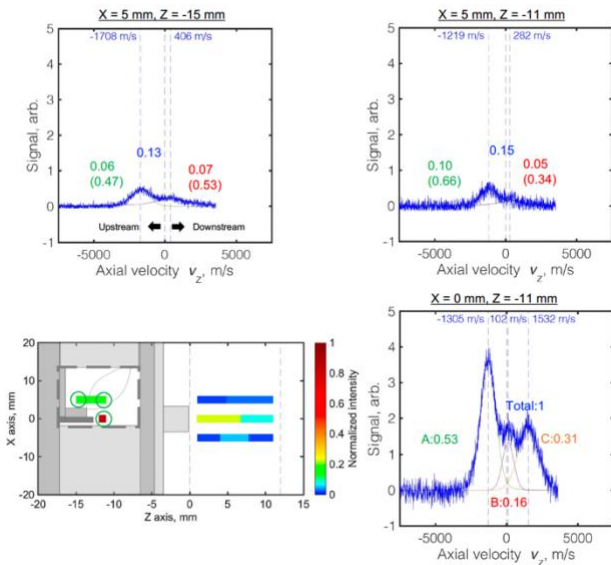 X = 5 mm, Z = -15 mm
-1708 m/s
406 m/s
Signal, arb.
5
4
3
2
1
0
-1
0.06
(0.47)
0.13
0.07
(0.53)
Upstream
Downstream
-5000
0
5000
Axial velocity vz, m/s
X = 5 mm, Z = -11 mm
-1219 m/s
282 m/s
Signal, arb.
5
4
3
2
1
0
-1
0.10
(0.66)
0.15
0.05
(0.34)
-5000
0
5000
Axial velocity vz, m/s
X axis, mm
20
15
10
5
0
-5
-10
-15
-20
-20
-15
-10
-5
0
5
10
15
Z axis, mm
1
0.8
0.6
0.4
0.2
0
Normalized intensity
X = 0 mm, Z = -11 mm
-1305 m/s
102 m/s
1532 m/s
Signal, arb.
5
4
3
2
1
0
-1
A:0.53
Total:1
C:0.31
B:0.16
-5000
0
5000
Axial velocity vz, m/s